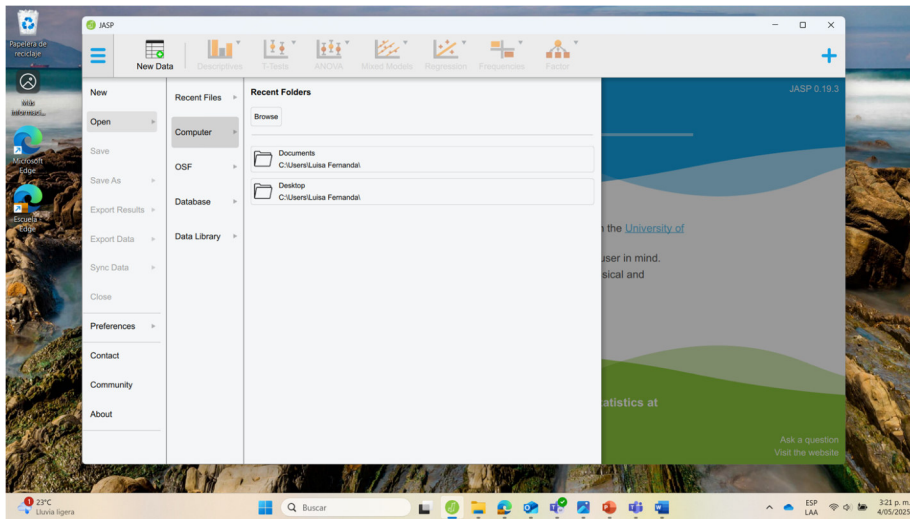 Papelera de
reciclaje
Más
informaci...
Microsoft
Edge
Escuela -
Edge
JASP
New Data
Descriptives
T-Tests
ANOVA
Mixed Models
Regression
Frequencies
Factor
New
Open
Save
Save As
Export Results
Export Data
Sync Data
Close
Preferences
Contact
Community
About
Recent Files
Computer
OSF
Database
Data Library
Recent Folders
Browse
Documents
C:\Users\Luisa Fernanda\
Desktop
C:\Users\Luisa Fernanda\
JASP 0.19.3
the University of
user in mind.
sical and
atistics at
Ask a question
Visit the website
1
23°C
Lluvia ligera
Buscar
ESP
LAA
3:21 p. m.
4/05/2025